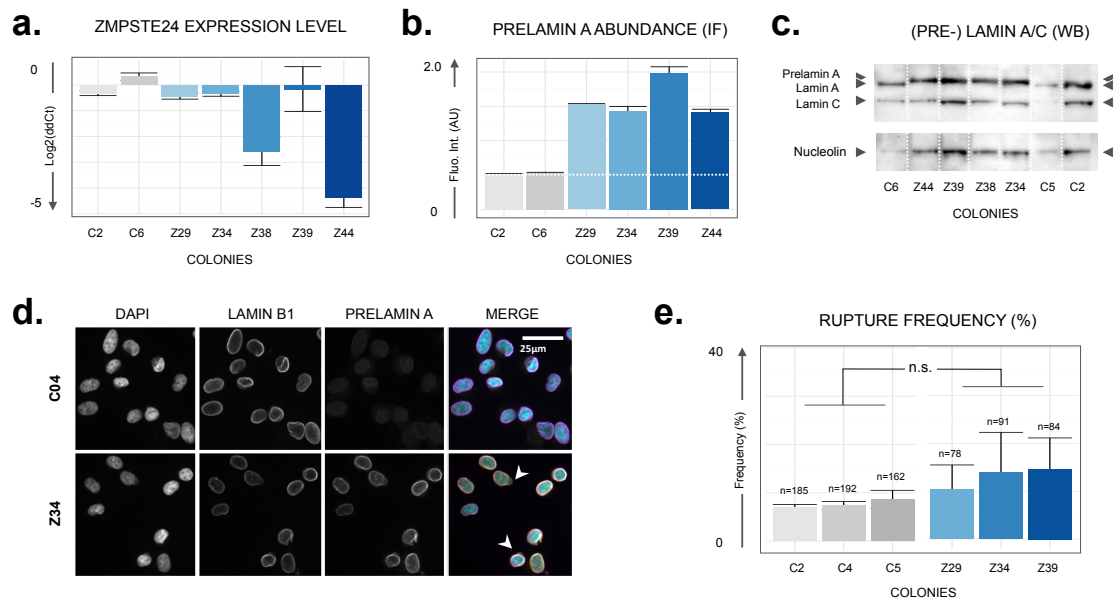 a.
ZMPSTE24 EXPRESSION LEVEL
0
Log2(ddCt)
-5
C2 C6 Z29 Z34 Z38 Z39 Z44
COLONIES
b.
PRELAMIN A ABUNDANCE (IF)
2.0
Fluo. Int. (AU)
0
C2 C6 Z29 Z34 Z39 Z44
COLONIES
c.
(PRE-) LAMIN A/C (WB)
Prelamin A
Lamin A
Lamin C
Nucleolin
C6 Z44 Z39 Z38 Z34 C5 C2
COLONIES
d.
DAPI LAMIN B1 PRELAMIN A MERGE
25μm
C04
Z34
e.
RUPTURE FREQUENCY (%)
40
Frequency (%)
0
n.s.
n=185 n=192 n=162 n=78 n=91 n=84
C2 C4 C5 Z29 Z34 Z39
COLONIES